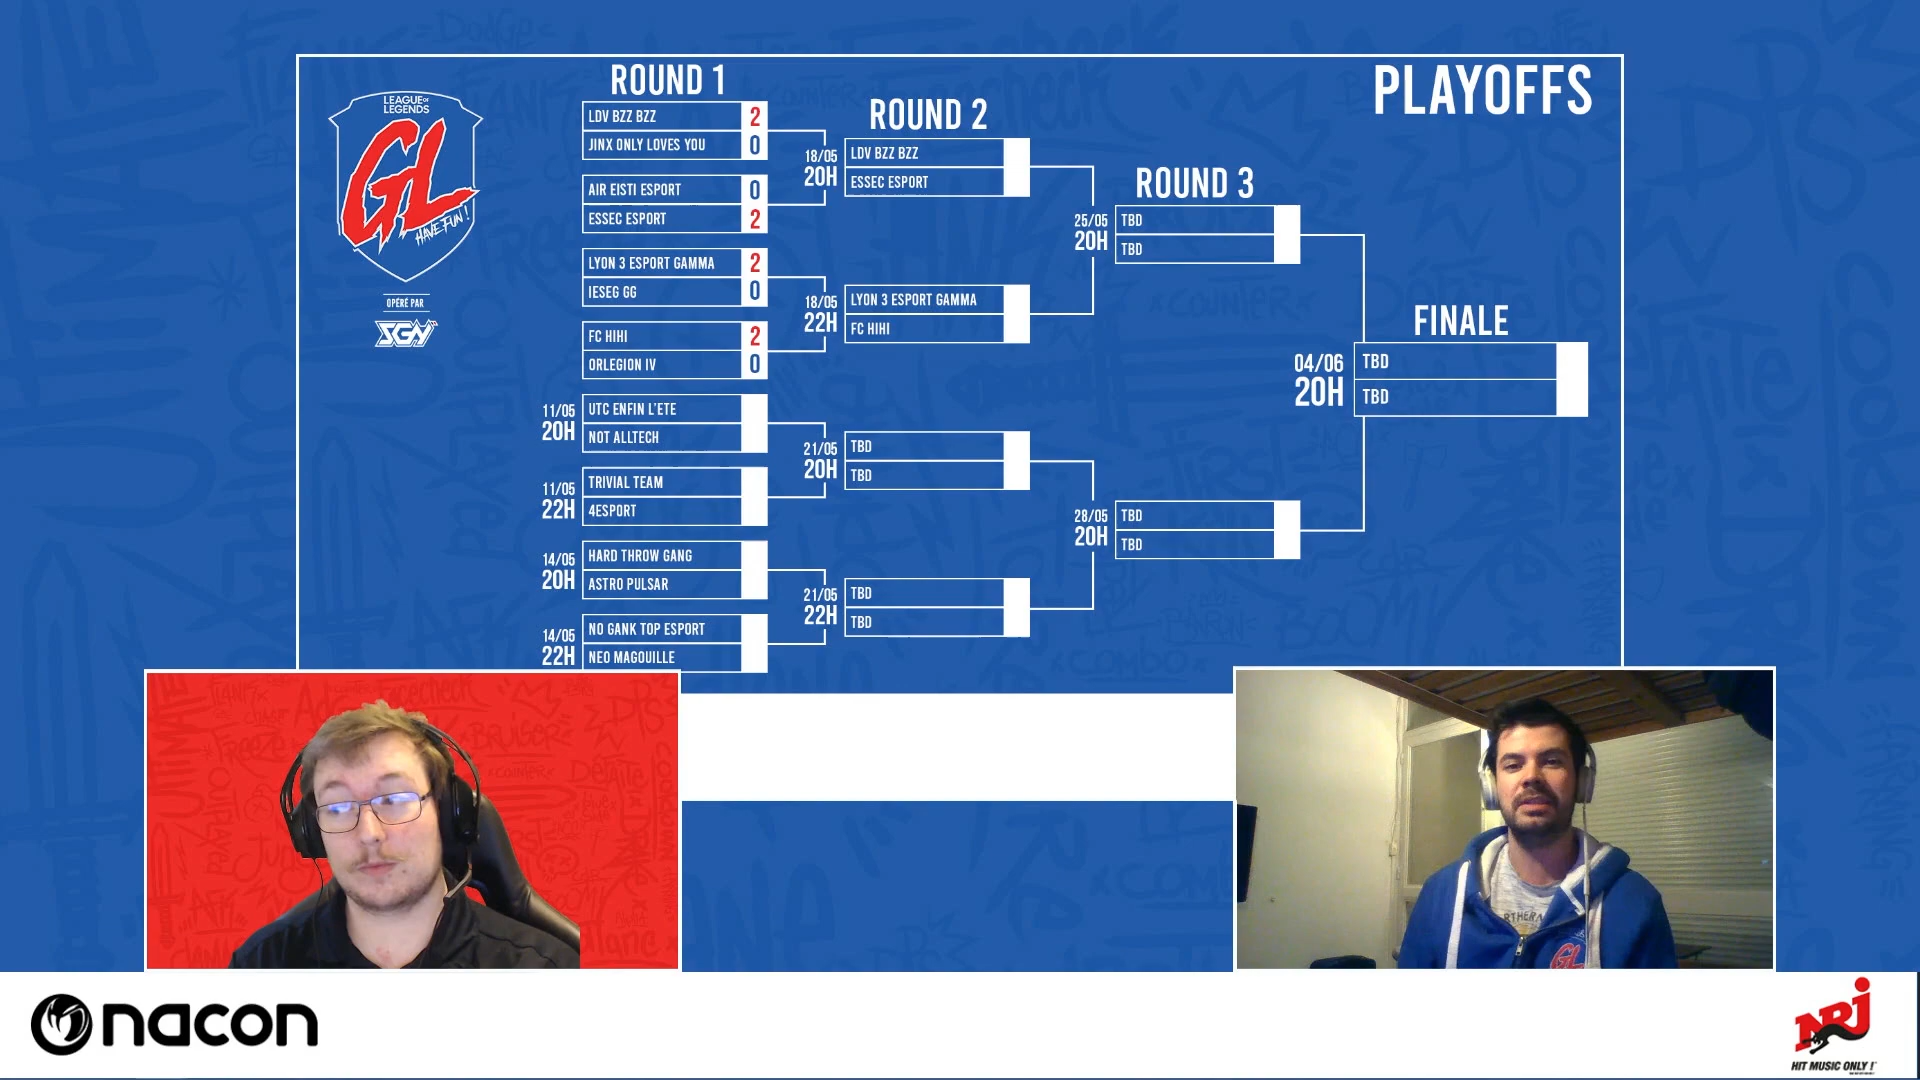 PLAYOFFS
LEAGUE OF
LEGENDS
GL
HAVE FUN !
OPÉRÉ PAR
SGN
ROUND 1
LDV BZZ BZZ 2
JINX ONLY LOVES YOU 0
AIR EISTI ESPORT 0
ESSEC ESPORT 2
LYON 3 ESPORT GAMMA 2
IESEG GG 0
FC HIHI 2
ORLEGION IV 0
11/05
20H
UTC ENFIN L'ETE
NOT ALLTECH
11/05
22H
TRIVIAL TEAM
4ESPORT
14/05
20H
HARD THROW GANG
ASTRO PULSAR
14/05
22H
NO GANK TOP ESPORT
NEO MAGOUILLE
ROUND 2
18/05
20H
LDV BZZ BZZ
ESSEC ESPORT
18/05
22H
LYON 3 ESPORT GAMMA
FC HIHI
21/05
20H
TBD
TBD
21/05
22H
TBD
TBD
ROUND 3
25/05
20H
TBD
TBD
28/05
20H
TBD
TBD
FINALE
04/06
20H
TBD
TBD
GL
nacon
NRJ
HIT MUSIC ONLY !